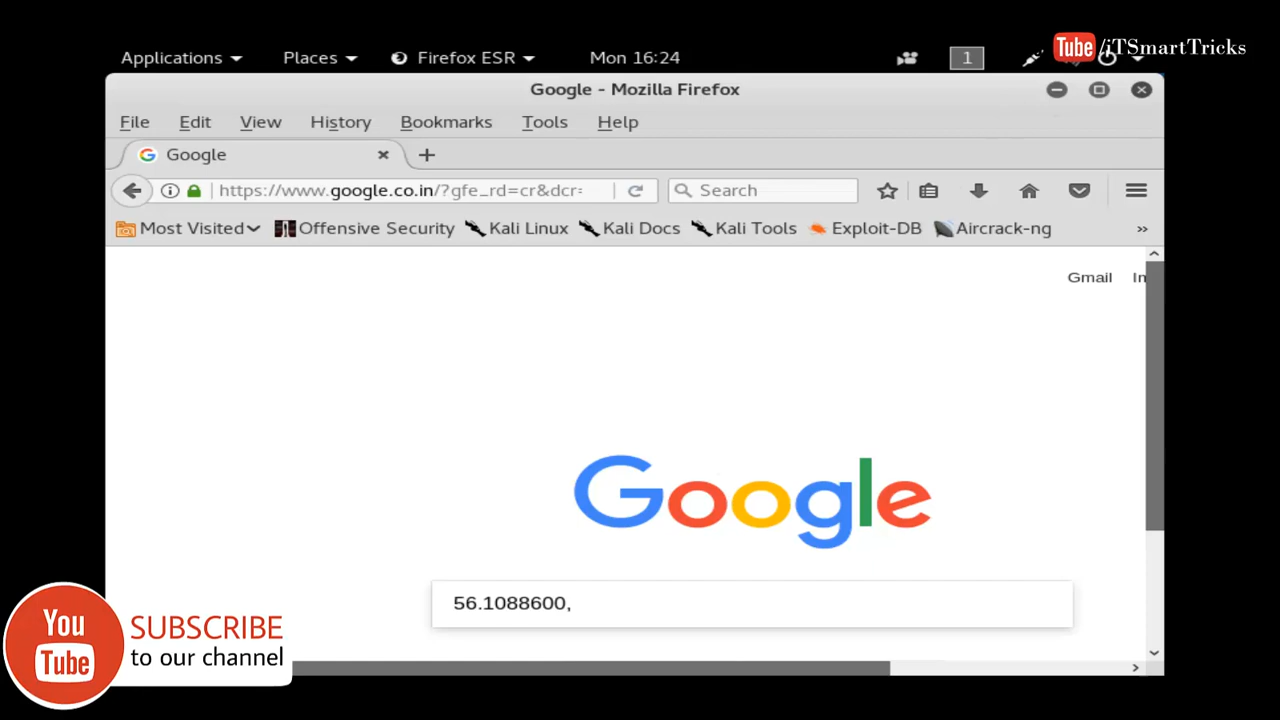 Applications Places Firefox ESR Mon 16:24 1 Tube /iTSmartTricks
Google - Mozilla Firefox
File Edit View History Bookmarks Tools Help
Google
https://www.google.co.in/?gfe_rd=cr&dcr= Search
Most Visited Offensive Security Kali Linux Kali Docs Kali Tools Exploit-DB Aircrack-ng »
Gmail
Google
56.1088600,
You Tube
SUBSCRIBE
to our channel